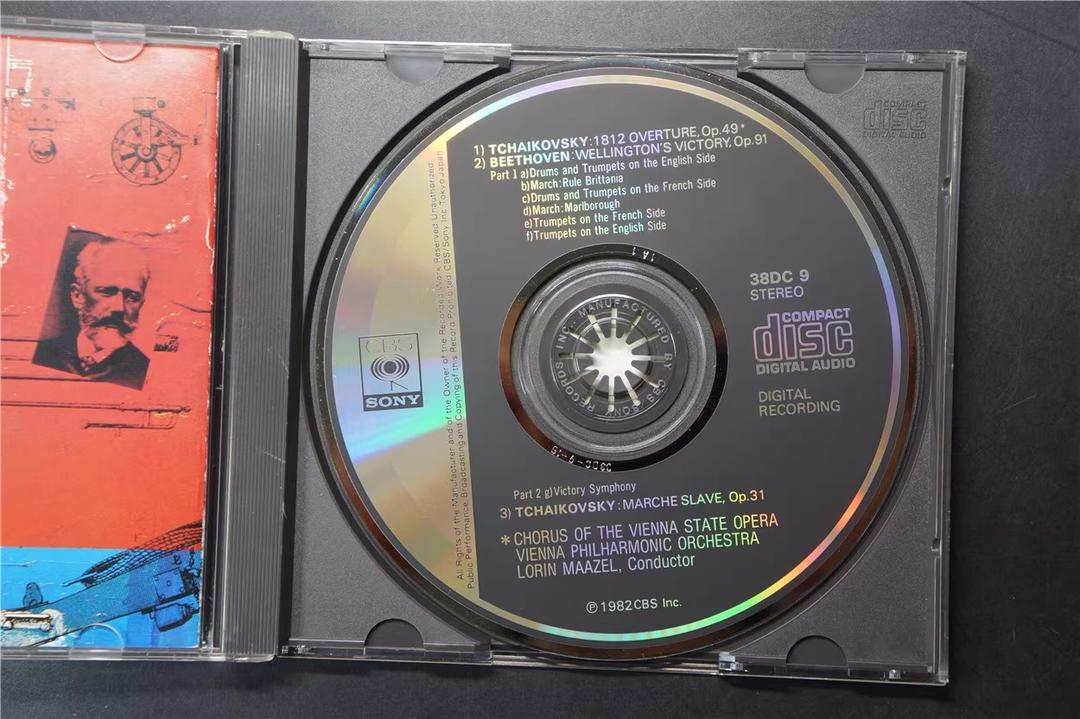 1) TCHAIKOVSKY:1812 OVERTURE,Op.49*
2) BEETHOVEN:WELLINGTON'S VICTORY,Op.91
Part 1 a)Drums and Trumpets on the English Side
b)March:Rule Brittania
c)Drums and Trumpets on the French Side
d)March:Marlborough
e)Trumpets on the French Side
f)Trumpets on the English Side
1A1
38DC 9
STEREO
COMPACT
disc
DIGITAL AUDIO
DIGITAL
RECORDING
MANUFACTURED BY CBS/SONY RECORDS INC.
CBS
SONY
All Rights of the Manufacturer and of the Owner of the Recorded Work Reserved Unauthorized
Public Performance Broadcasting and Copying of this Record Prohibited CBS/Sony Inc. Tokyo Japan
Part 2 g)Victory Symphony
3) TCHAIKOVSKY:MARCHE SLAVE, Op.31
* CHORUS OF THE VIENNA STATE OPERA
VIENNA PHILHARMONIC ORCHESTRA
LORIN MAAZEL, Conductor
℗ 1982 CBS Inc.
COMPACT
disc
DIGITAL AUDIO